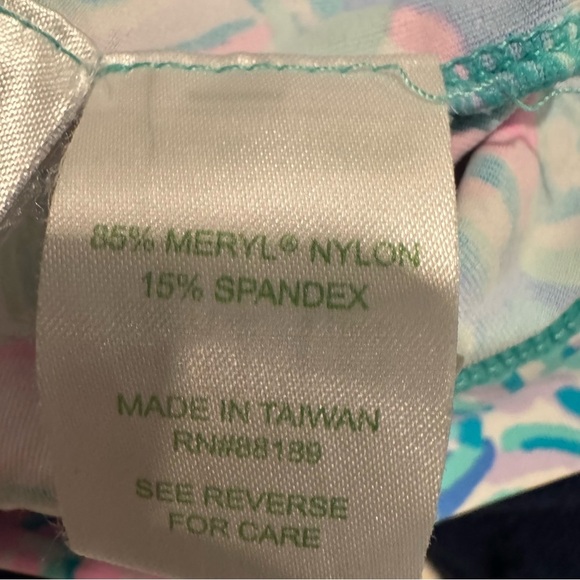 85% MERYL® NYLON
15% SPANDEX
MADE IN TAIWAN
RN#88189
SEE REVERSE
FOR CARE